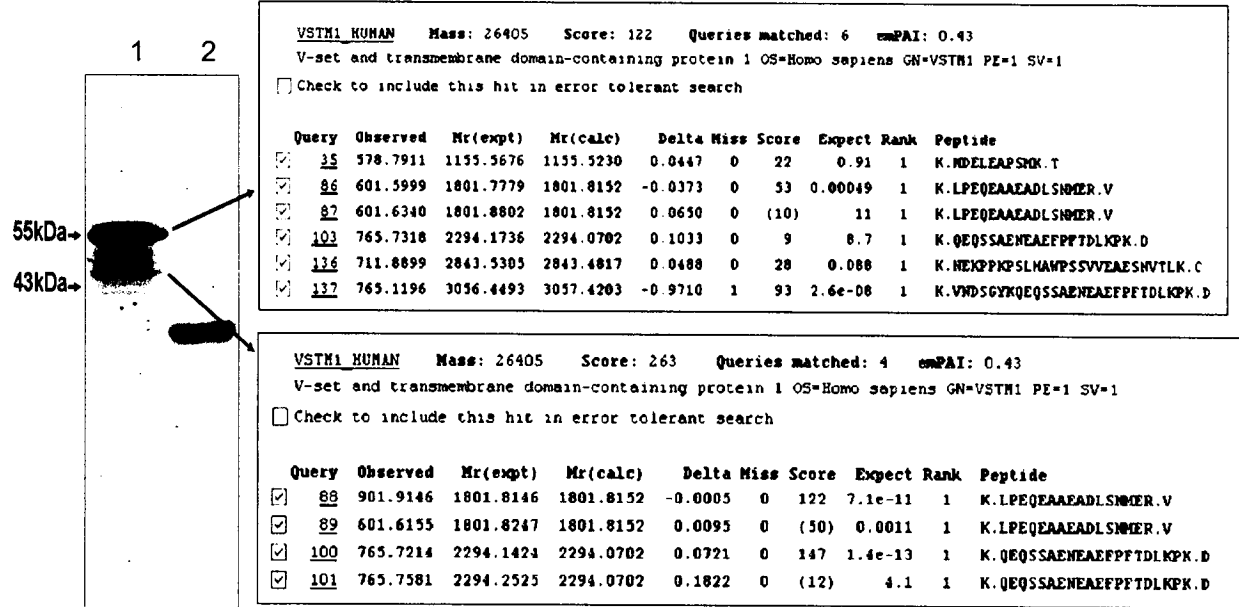 1 2
55kDa→
43kDa→
VSTM1_HUMAN Mass: 26405 Score: 122 Queries matched: 6 emPAI: 0.43
V-set and transmembrane domain-containing protein 1 OS=Homo sapiens GN=VSTM1 PE=1 SV=1
Check to include this hit in error tolerant search
Query Observed Mr(expt) Mr(calc) Delta Miss Score Expect Rank Peptide
35 578.7911 1155.5676 1155.5230 0.0447 0 22 0.91 1 K.HDELEAPSMK.T
86 601.5999 1801.7779 1801.8152 -0.0373 0 53 0.00049 1 K.LPEQEAAEADLSNMER.V
87 601.6340 1801.8802 1801.8152 0.0650 0 (10) 11 1 K.LPEQEAAEADLSNMER.V
103 765.7318 2294.1736 2294.0702 0.1033 0 9 8.7 1 K.QEQSSAENEAEFPFTDLKPK.D
136 711.8899 2843.5305 2843.4817 0.0488 0 28 0.088 1 K.HEKPPKPSLHAWPSSVVEAESNVTLK.C
137 765.1196 3056.4493 3057.4203 -0.9710 1 93 2.6e-08 1 K.VNDSGYKQEQSSAENEAEFPFTDLKPK.D
VSTM1_HUMAN Mass: 26405 Score: 263 Queries matched: 4 emPAI: 0.43
V-set and transmembrane domain-containing protein 1 OS=Homo sapiens GN=VSTM1 PE=1 SV=1
Check to include this hit in error tolerant search
Query Observed Mr(expt) Mr(calc) Delta Miss Score Expect Rank Peptide
88 901.9146 1801.8146 1801.8152 -0.0005 0 122 7.1e-11 1 K.LPEQEAAEADLSNMER.V
89 601.6155 1801.8247 1801.8152 0.0095 0 (50) 0.0011 1 K.LPEQEAAEADLSNMER.V
100 765.7214 2294.1424 2294.0702 0.0721 0 147 1.4e-13 1 K.QEQSSAENEAEFPFTDLKPK.D
101 765.7581 2294.2525 2294.0702 0.1822 0 (12) 4.1 1 K.QEQSSAENEAEFPFTDLKPK.D